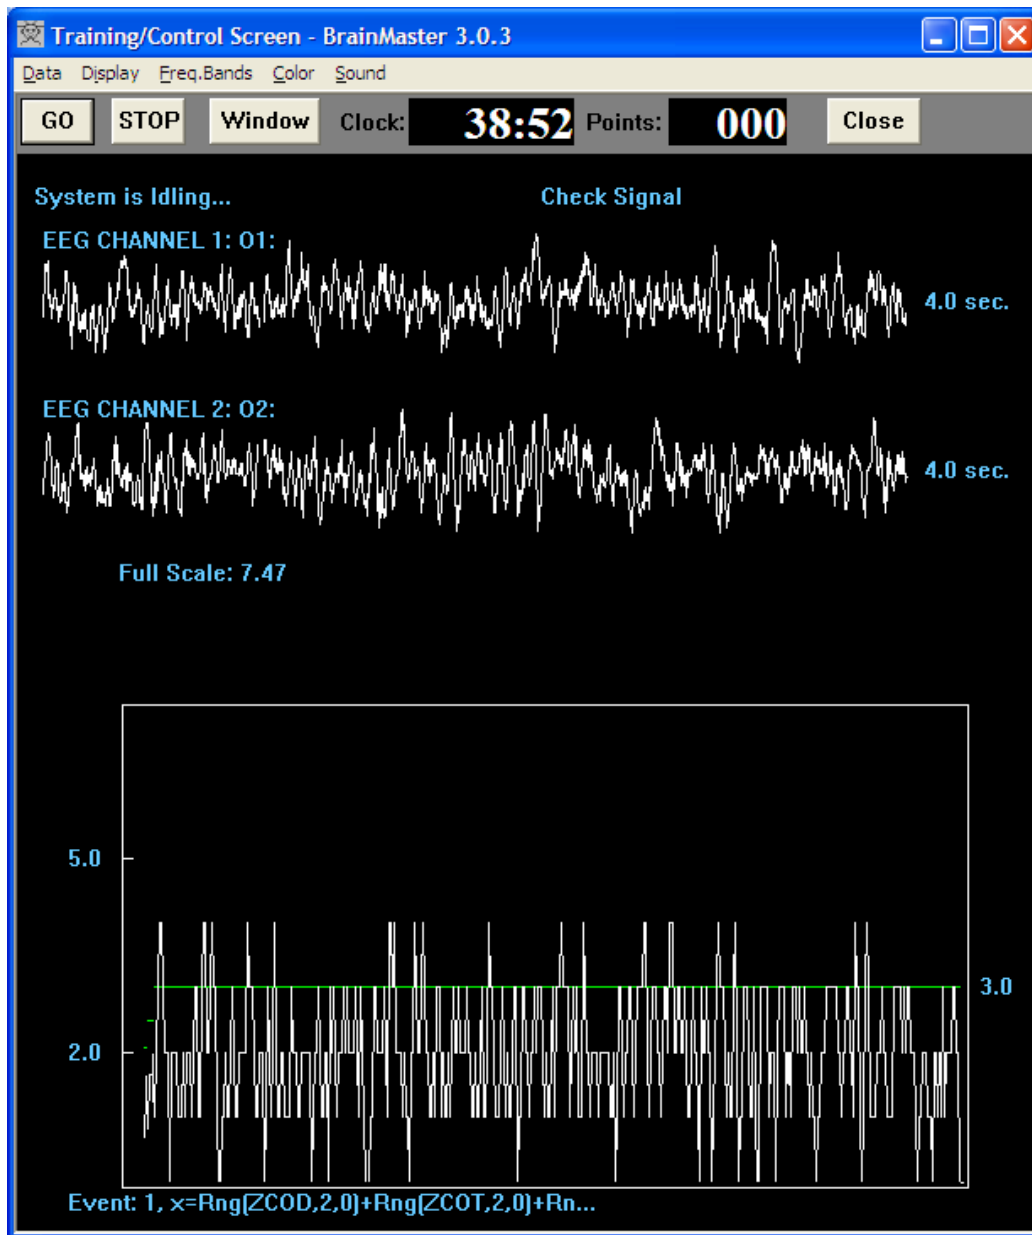 Training/Control Screen - BrainMaster 3.0.3
Data Display Freq.Bands Color Sound
GO STOP Window Clock: 38:52 Points: 000 Close
System is Idling... Check Signal
EEG CHANNEL 1: O1:
4.0 sec.
EEG CHANNEL 2: O2:
4.0 sec.
Full Scale: 7.47
5.0
3.0
2.0
Event: 1, x=Rng(ZCOD,2,0)+Rng(ZCOT,2,0)+Rn...